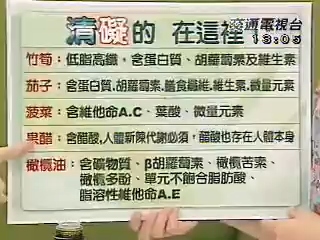 清礙的 在這裡
通電視台
13:05
竹筍：低脂高纖，含蛋白質、胡蘿蔔素及維生素
茄子：含蛋白質.胡蘿蔔素.膳食纖維.維生素.微量元素
菠菜：含維他命A.C、葉酸、微量元素
果醋：含醋酸,人體新陳代謝必須，醋酸也存在人體本身
橄欖油：含礦物質、β胡蘿蔔素、橄欖苦素、
橄欖多酚、單元不飽合脂肪酸、
脂溶性維他命A.E